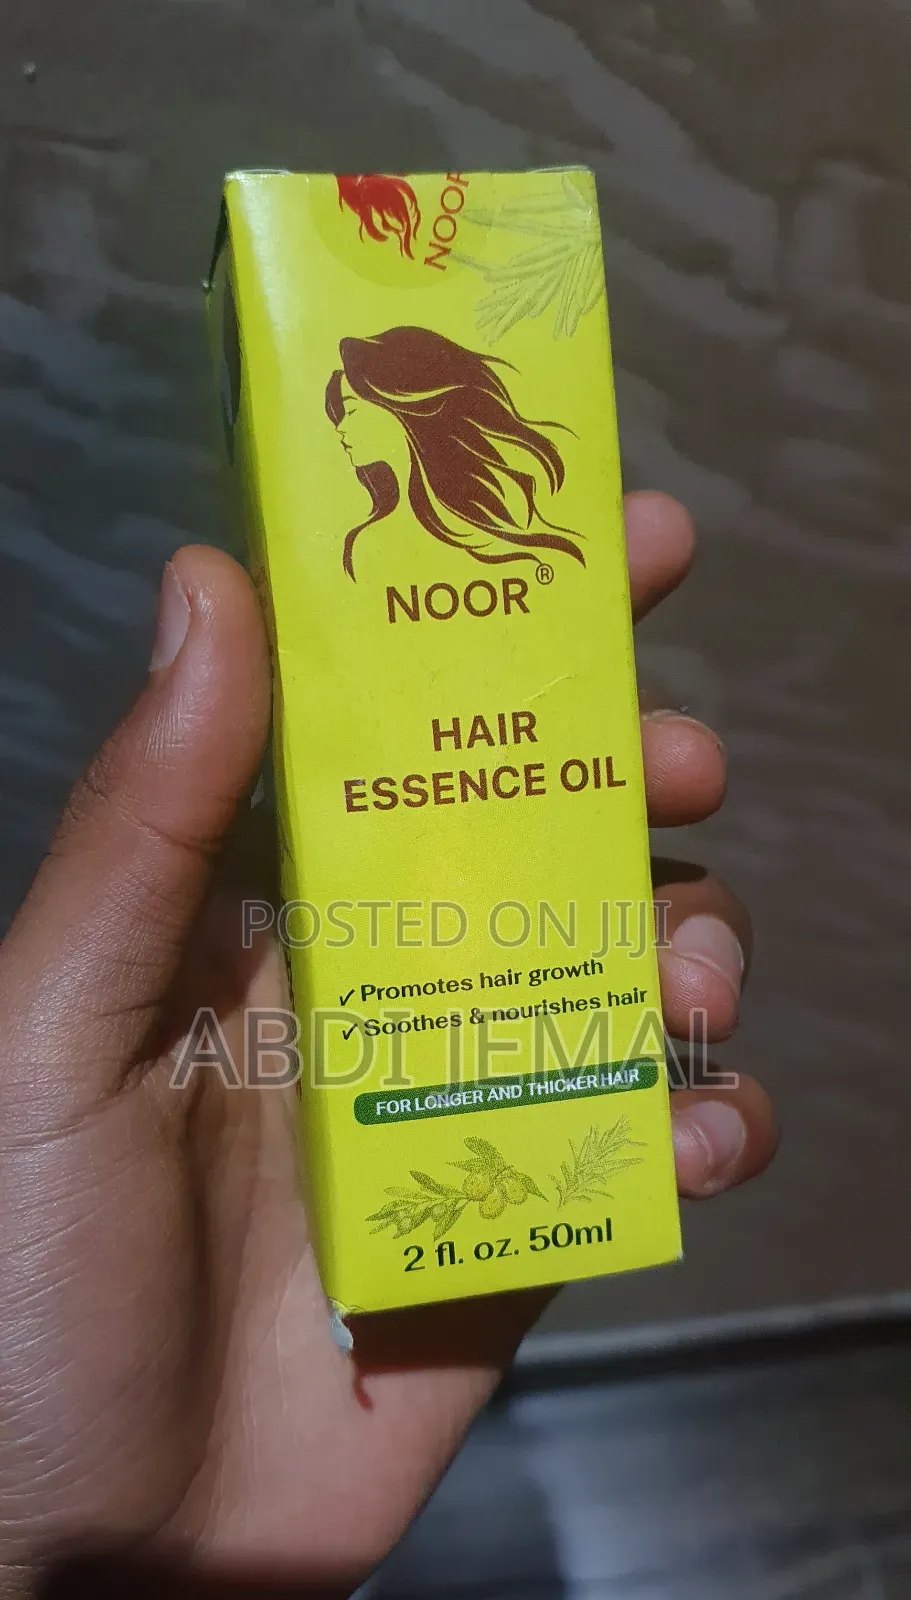 NOOR
NOOR®
HAIR
ESSENCE OIL
POSTED ON JIJI
✓ Promotes hair growth
✓ Soothes & nourishes hair
ABDI JEMAL
FOR LONGER AND THICKER HAIR
2 fl. oz. 50ml